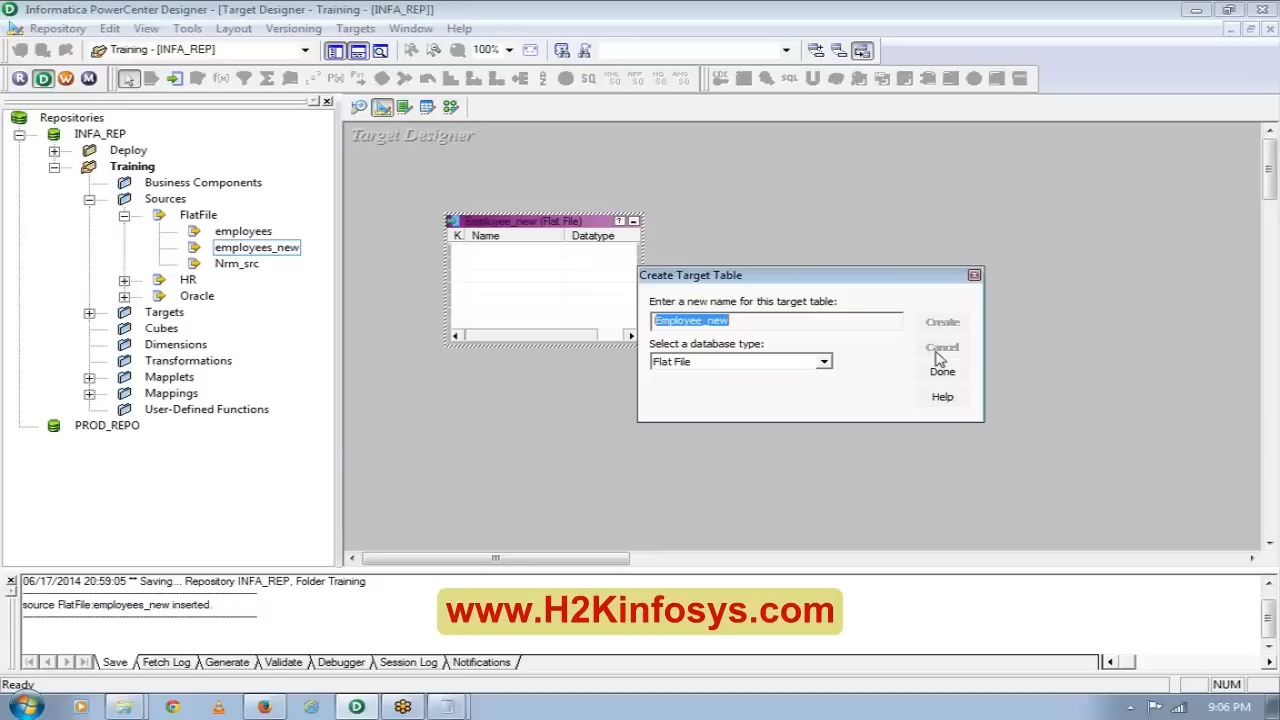 Informatica PowerCenter Designer - [Target Designer - Training - [INFA_REP]]
Repository Edit View Tools Layout Versioning Targets Window Help
Training - [INFA_REP]
100%
R D W M
SQ
SQL
Repositories
INFA_REP
Deploy
Training
Business Components
Sources
FlatFile
employees
employees_new
Nrm_src
HR
Oracle
Targets
Cubes
Dimensions
Transformations
Mapplets
Mappings
User-Defined Functions
PROD_REPO
Target Designer
Employee_new (Flat File)
K Name Datatype
Create Target Table
Enter a new name for this target table:
Employee_new
Create
Select a database type:
Cancel
Flat File
Done
Help
06/17/2014 20:59:05 ** Saving... Repository INFA_REP, Folder Training
source FlatFile:employees_new inserted.
www.H2Kinfosys.com
Save Fetch Log Generate Validate Debugger Session Log Notifications
Ready
NUM
9:06 PM